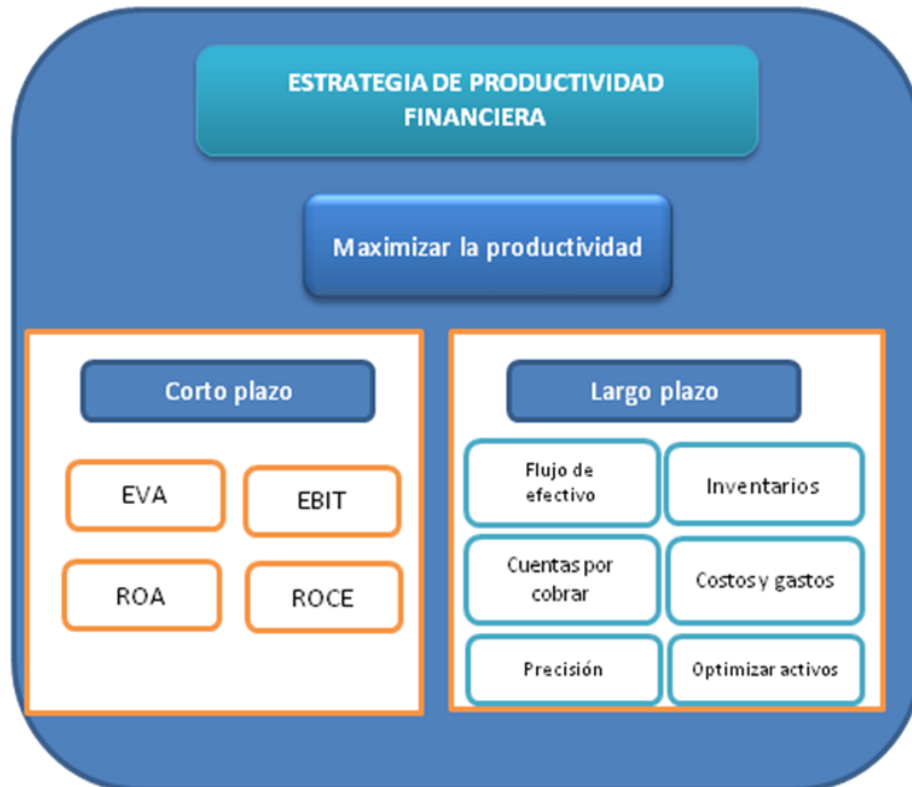 ESTRATEGIA DE PRODUCTIVIDAD
FINANCIERA
Maximizar la productividad
Corto plazo
EVA
EBIT
ROA
ROCE
Largo plazo
Flujo de
efectivo
Inventarios
Cuentas por
cobrar
Costos y gastos
Precisión
Optimizar activos